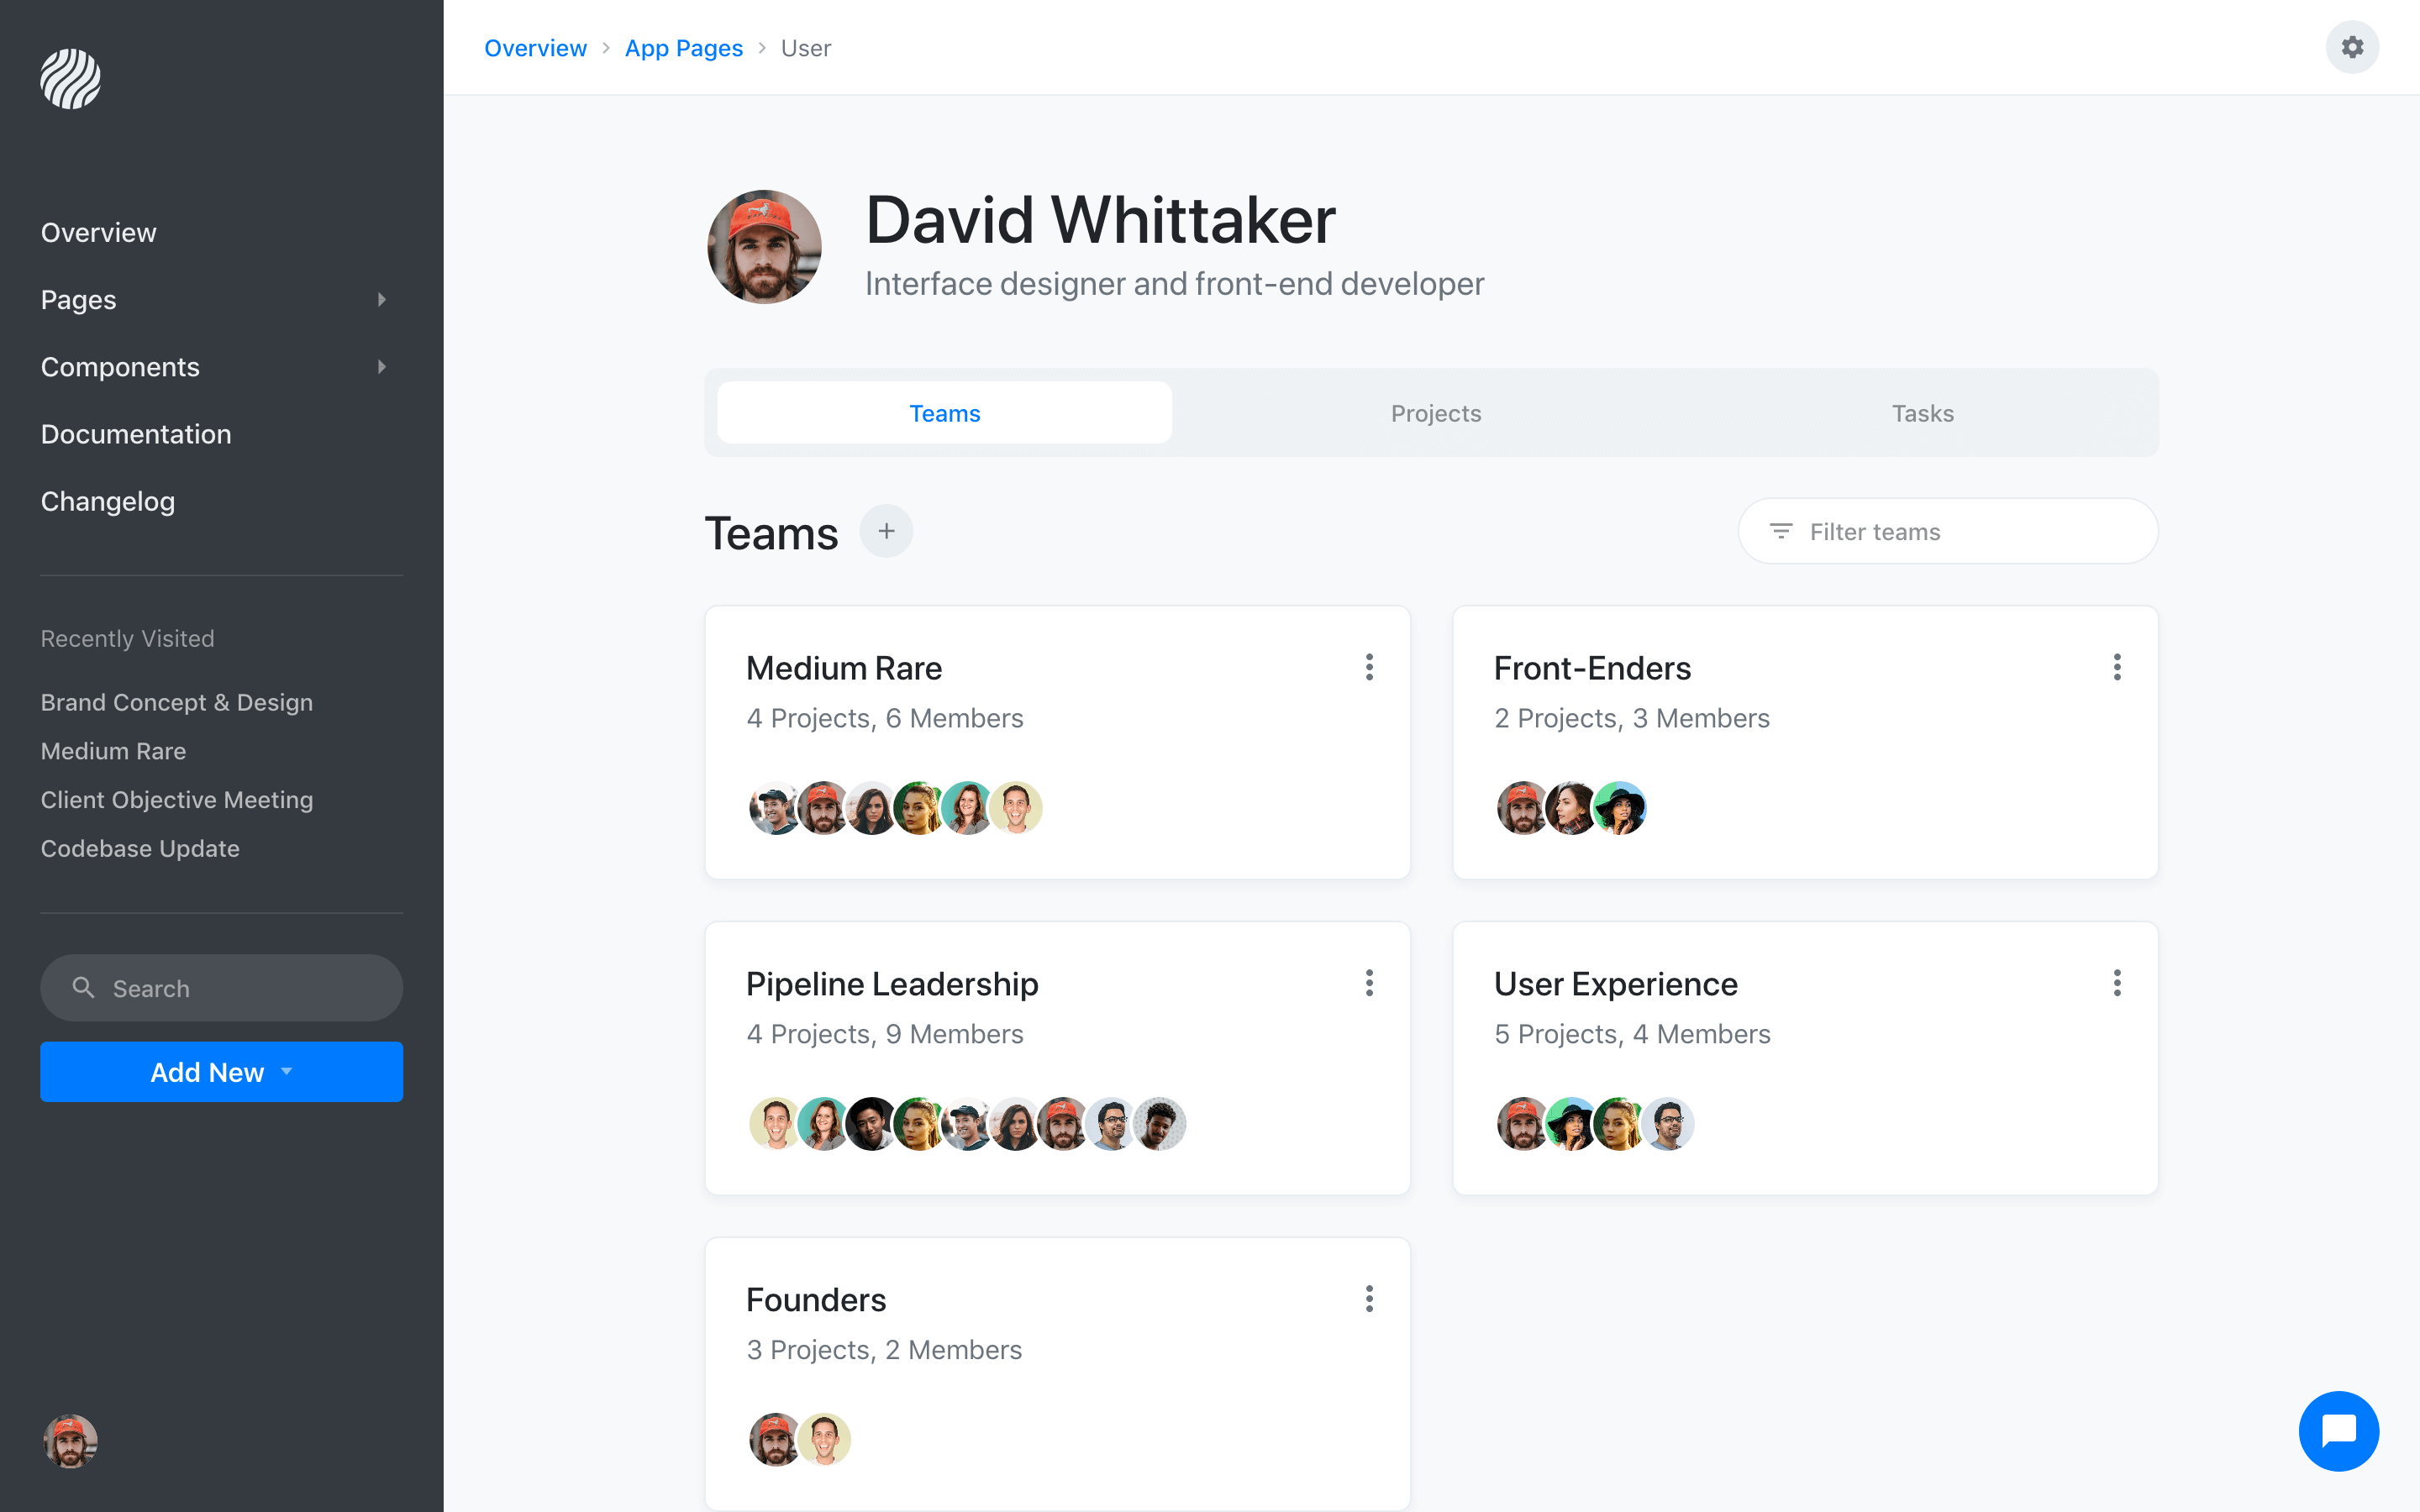 Overview
Pages
Components
Documentation
Changelog
Recently Visited
Brand Concept & Design
Medium Rare
Client Objective Meeting
Codebase Update
Search
Add New
Overview > App Pages > User
David Whittaker
Interface designer and front-end developer
Teams
Projects
Tasks
Teams
Filter teams
Medium Rare
4 Projects, 6 Members
Front-Enders
2 Projects, 3 Members
Pipeline Leadership
4 Projects, 9 Members
User Experience
5 Projects, 4 Members
Founders
3 Projects, 2 Members